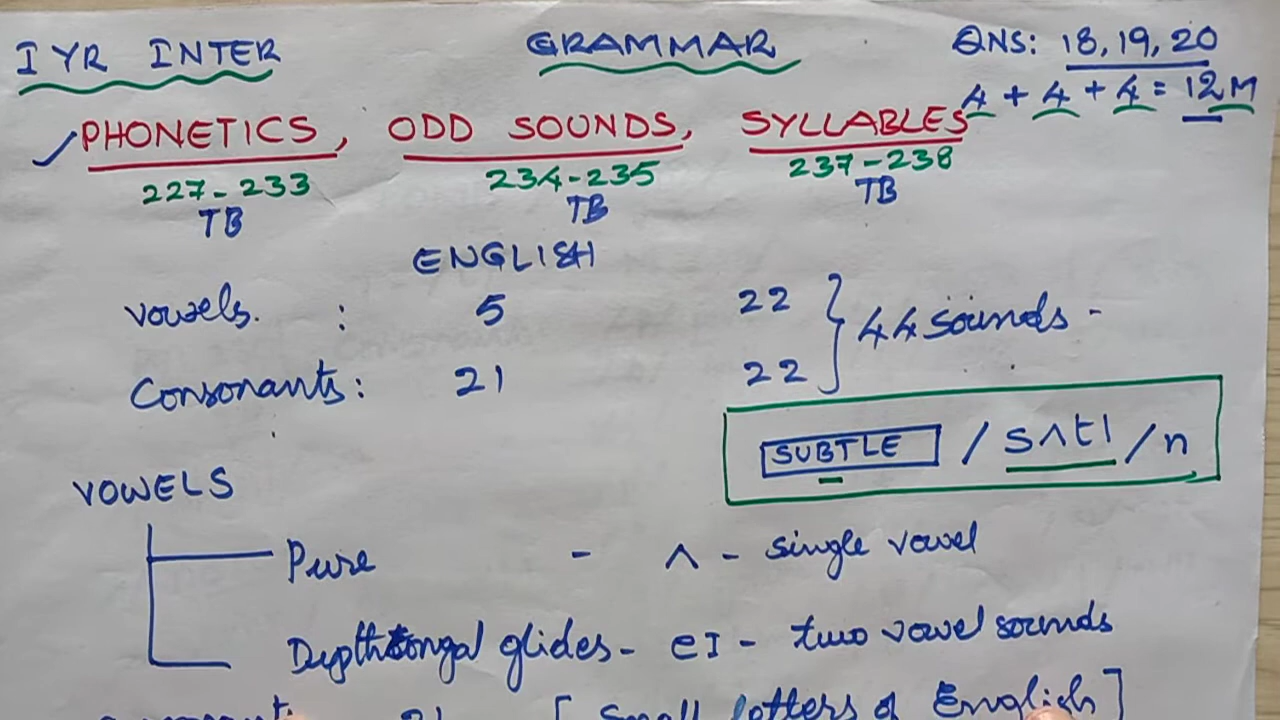 I YR INTER GRAMMAR QNS: 18, 19, 20
4 + 4 + 4 = 12 M
PHONETICS, ODD SOUNDS, SYLLABLES
227-233 234-235 237-238
TB TB TB
ENGLISH
Vowels. : 5 22
Consonants: 21 22 } 44 sounds -
SUBTLE / sʌtl / n
VOWELS
Pure - ʌ - single vowel
Dipthongal glides - eI - two vowel sounds
21 [ Small letters of English ]